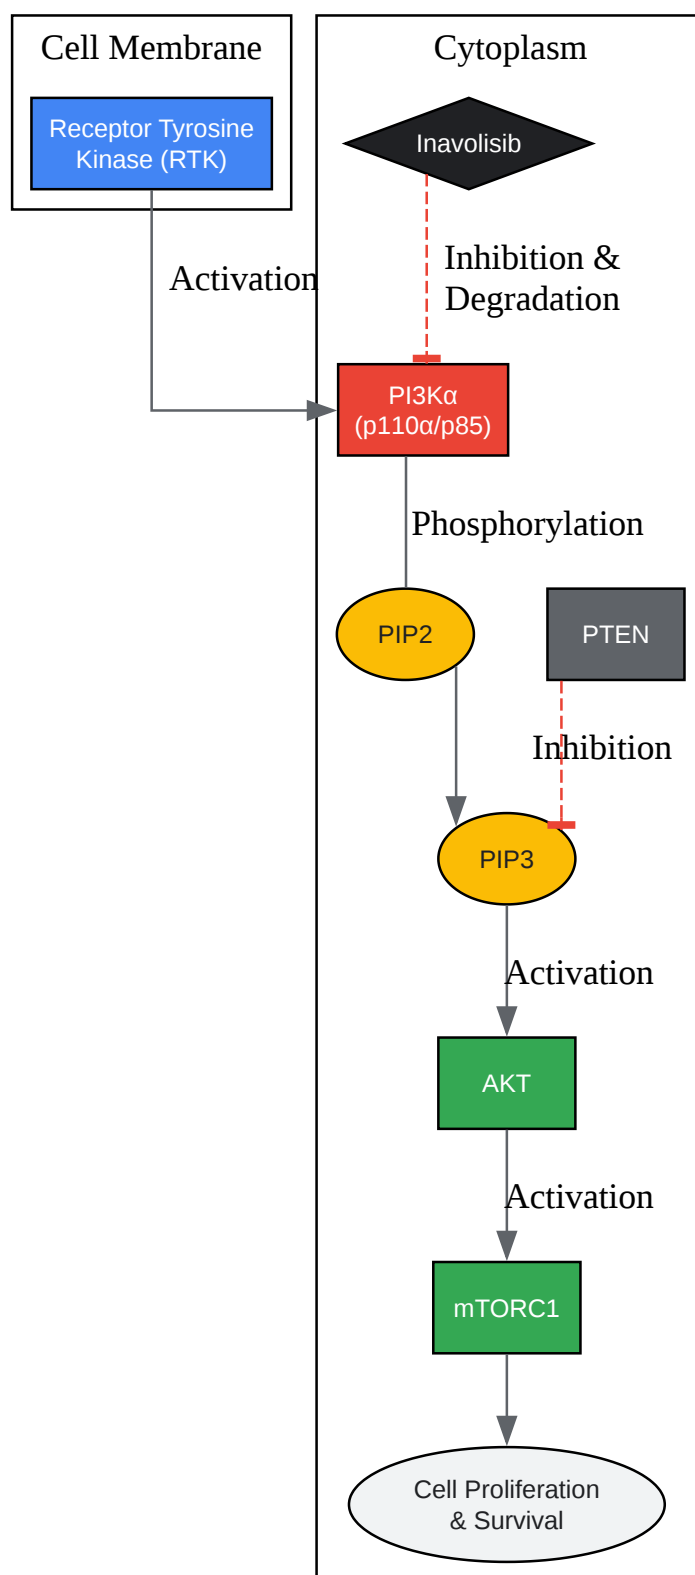 Cell Membrane
Cytoplasm
Receptor Tyrosine
Kinase (RTK)
Inavolisib
Activation
Inhibition &
Degradation
PI3Kα
(p110α/p85)
Phosphorylation
PIP2
PTEN
Inhibition
PIP3
Activation
AKT
Activation
mTORC1
Cell Proliferation
& Survival